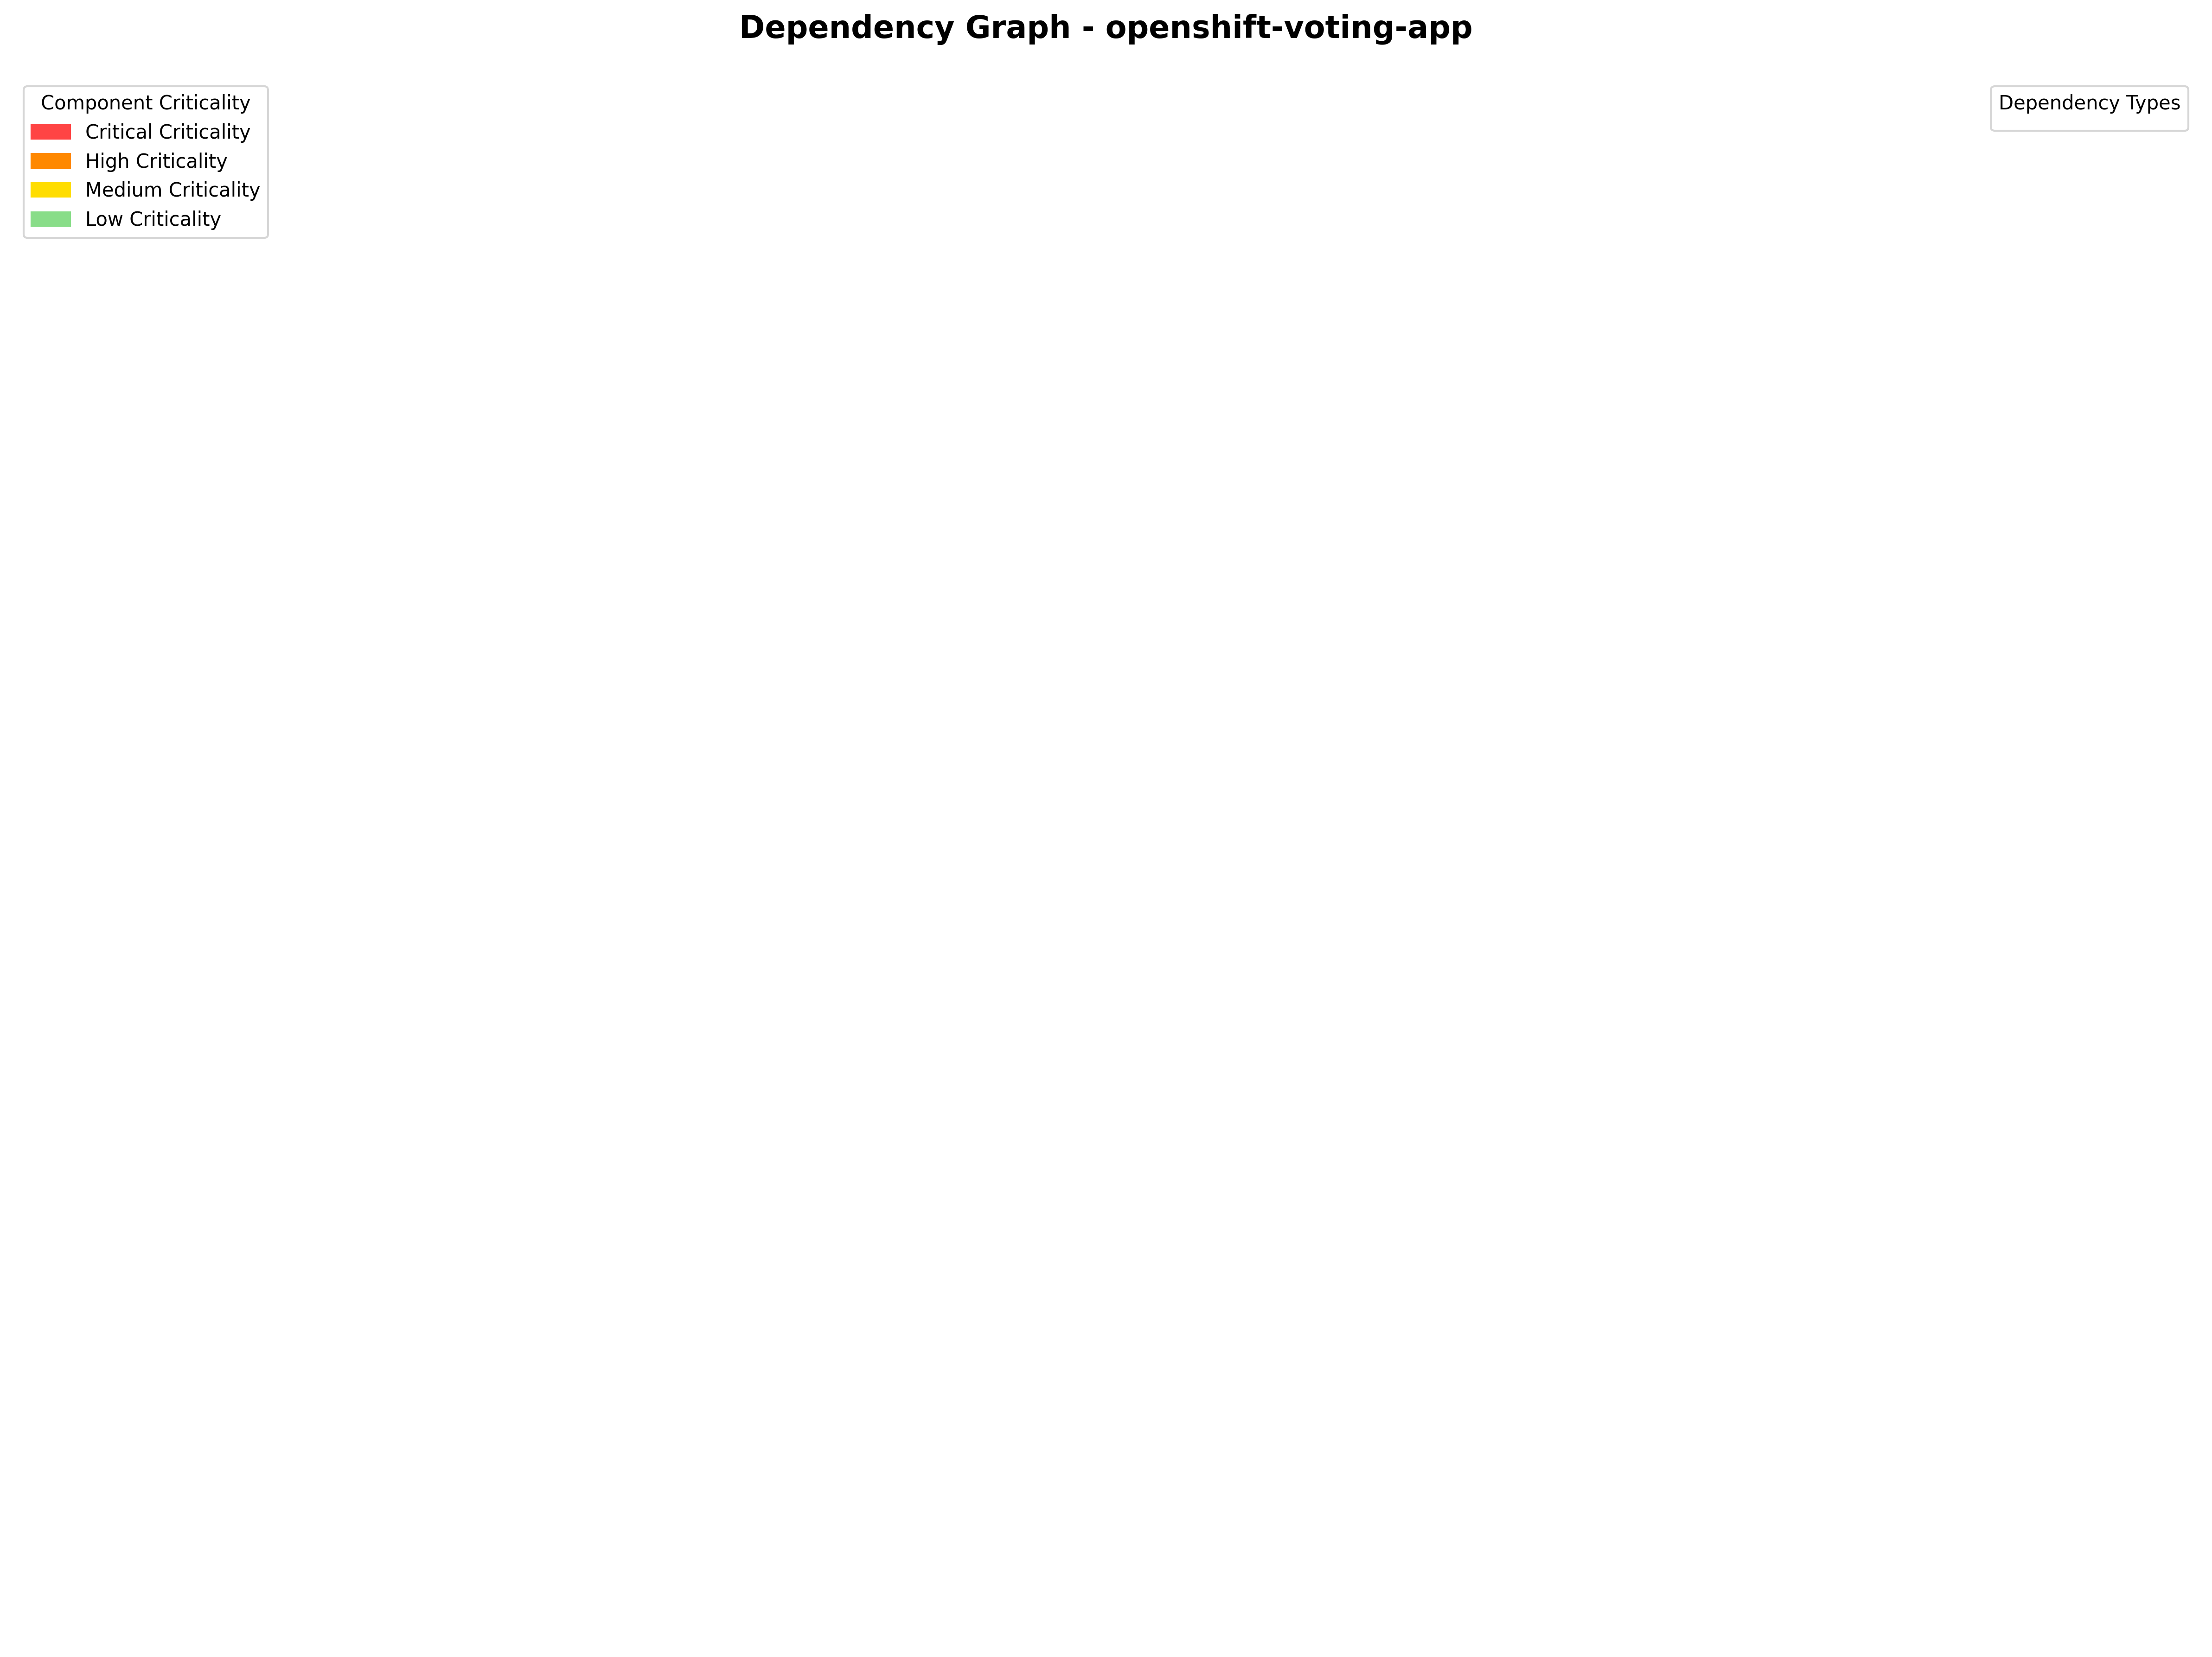 Dependency Graph - openshift-voting-app
Component Criticality
Critical Criticality
High Criticality
Medium Criticality
Low Criticality
Dependency Types